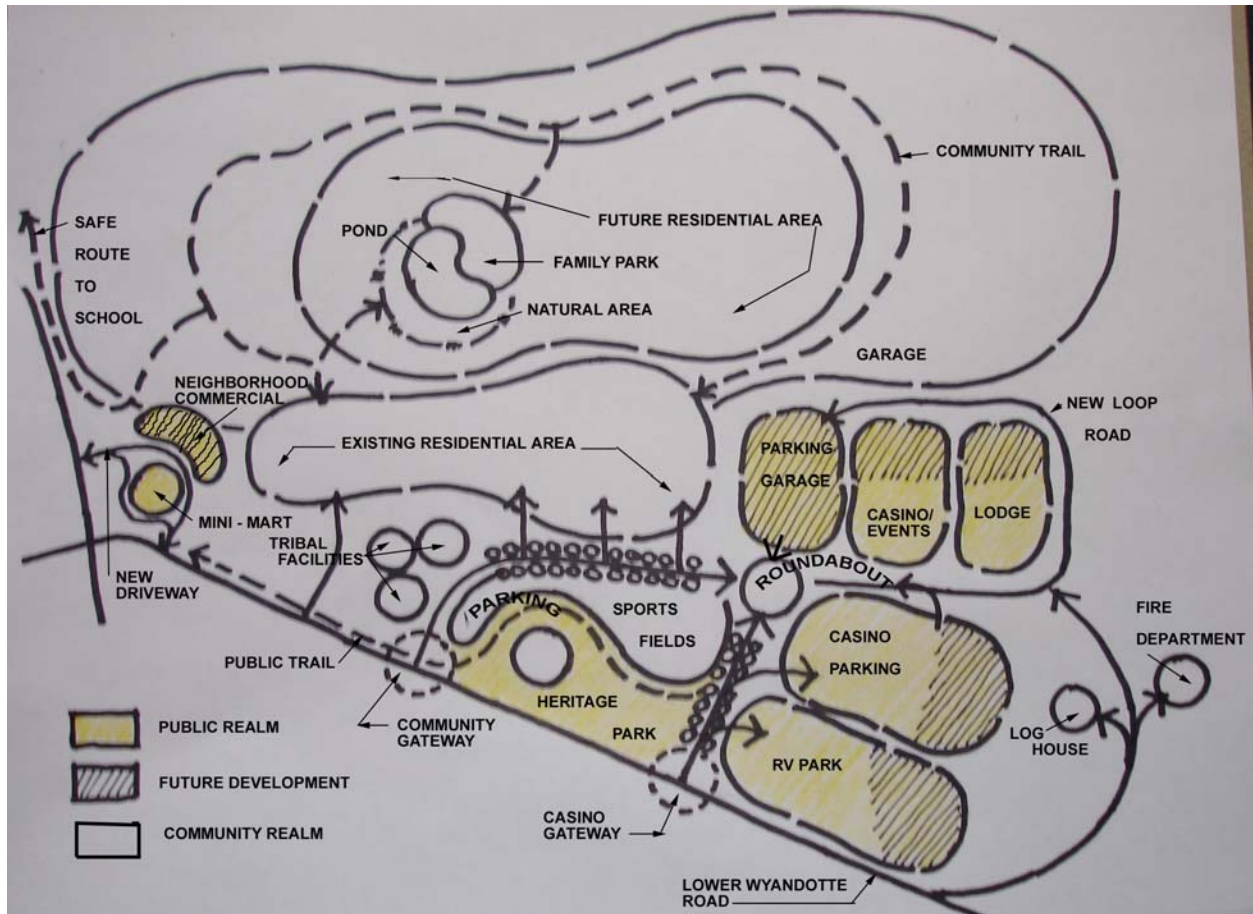 COMMUNITY TRAIL
SAFE
ROUTE
TO
SCHOOL
FUTURE RESIDENTIAL AREA
POND
FAMILY PARK
NATURAL AREA
GARAGE
NEIGHBORHOOD
COMMERCIAL
NEW LOOP
ROAD
EXISTING RESIDENTIAL AREA
PARKING
GARAGE
CASINO/
EVENTS
LODGE
MINI - MART
TRIBAL
FACILITIES
NEW
DRIVEWAY
ROUNDABOUT
PARKING
SPORTS
FIELDS
CASINO
PARKING
FIRE
DEPARTMENT
PUBLIC TRAIL
HERITAGE
PARK
COMMUNITY
GATEWAY
LOG
HOUSE
RV PARK
CASINO
GATEWAY
LOWER WYANDOTTE
ROAD
PUBLIC REALM
FUTURE DEVELOPMENT
COMMUNITY REALM